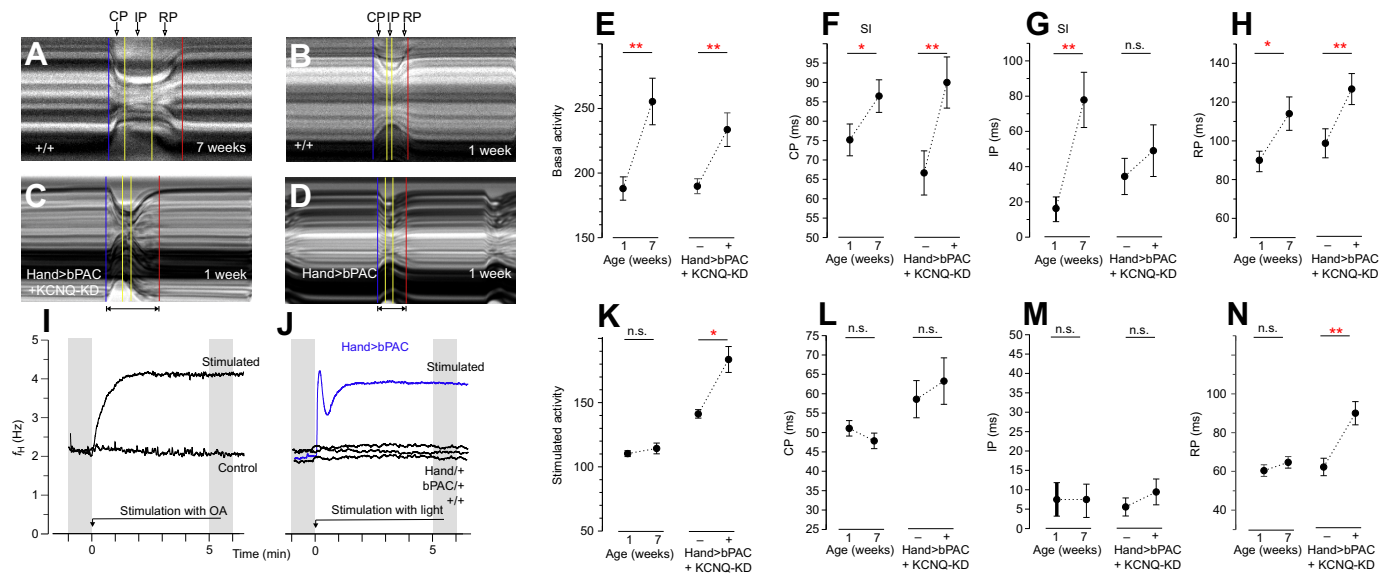 CP IP RP
A
+/+
7 weeks
CP IP RP
B
+/+
1 week
C
Hand>bPAC
+KCNQ-KD
1 week
D
Hand>bPAC
1 week
E
** **
Basal activity
250
200
150
1 7
– +
Age (weeks)
Hand>bPAC
+ KCNQ-KD
F
SI
* **
CP (ms)
100
95
90
85
80
75
70
65
60
55
50
1 7
– +
Age (weeks)
Hand>bPAC
+ KCNQ-KD
G
SI
** n.s.
IP (ms)
100
80
60
40
20
0
1 7
– +
Age (weeks)
Hand>bPAC
+ KCNQ-KD
H
* **
RP (ms)
140
120
100
80
60
1 7
– +
Age (weeks)
Hand>bPAC
+ KCNQ-KD
I
fH (Hz)
5
4
3
2
1
0
Stimulated
Control
Stimulation with OA
0 5
Time (min)
J
Hand>bPAC
Stimulated
Hand/+
bPAC/+
+/+
Stimulation with light
0 5
K
n.s. *
Stimulated activity
150
100
50
1 7
– +
Age (weeks)
Hand>bPAC
+ KCNQ-KD
L
n.s. n.s.
CP (ms)
75
70
65
60
55
50
45
40
35
30
25
1 7
– +
Age (weeks)
Hand>bPAC
+ KCNQ-KD
M
n.s. n.s.
IP (ms)
50
45
40
35
30
25
20
15
10
5
0
1 7
– +
Age (weeks)
Hand>bPAC
+ KCNQ-KD
N
n.s. **
RP (ms)
100
80
60
40
1 7
– +
Age (weeks)
Hand>bPAC
+ KCNQ-KD